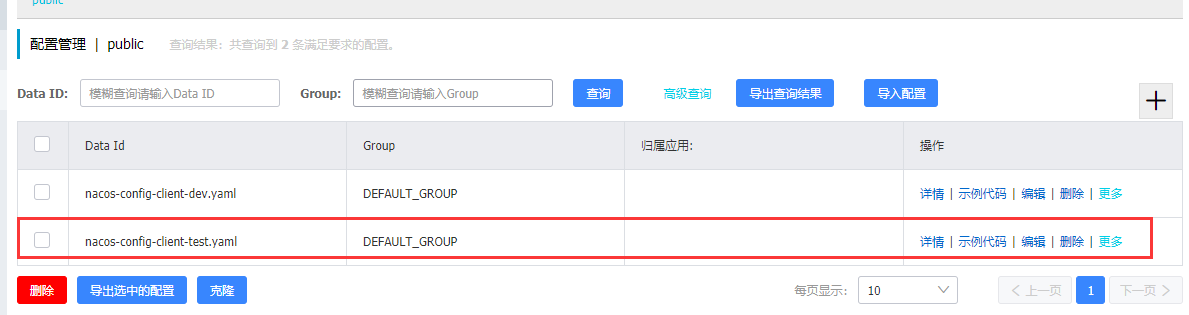 public
配置管理 | public 查询结果：共查询到 2 条满足要求的配置。
Data ID: 模糊查询请输入Data ID Group: 模糊查询请输入Group 查询 高级查询 导出查询结果 导入配置
Data Id Group 归属应用: 操作
nacos-config-client-dev.yaml DEFAULT_GROUP 详情 | 示例代码 | 编辑 | 删除 | 更多
nacos-config-client-test.yaml DEFAULT_GROUP 详情 | 示例代码 | 编辑 | 删除 | 更多
删除 导出选中的配置 克隆 每页显示: 10 < 上一页 1 下一页 >